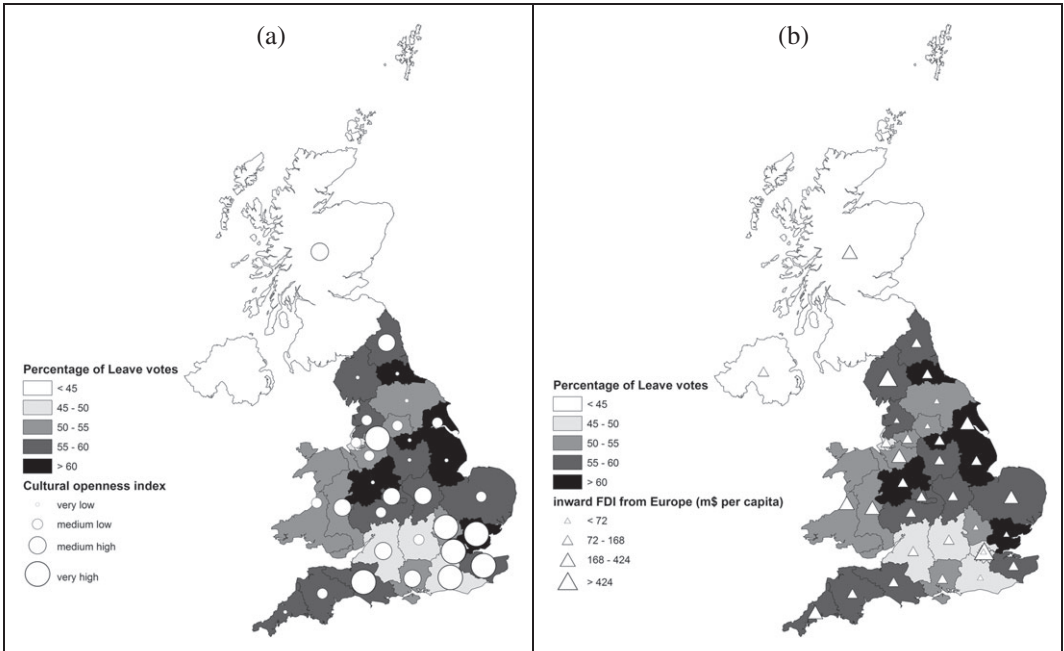 (a)
Percentage of Leave votes
< 45
45 - 50
50 - 55
55 - 60
> 60
Cultural openness index
very low
medium low
medium high
very high
(b)
Percentage of Leave votes
< 45
45 - 50
50 - 55
55 - 60
> 60
inward FDI from Europe (m$ per capita)
< 72
72 - 168
168 - 424
> 424